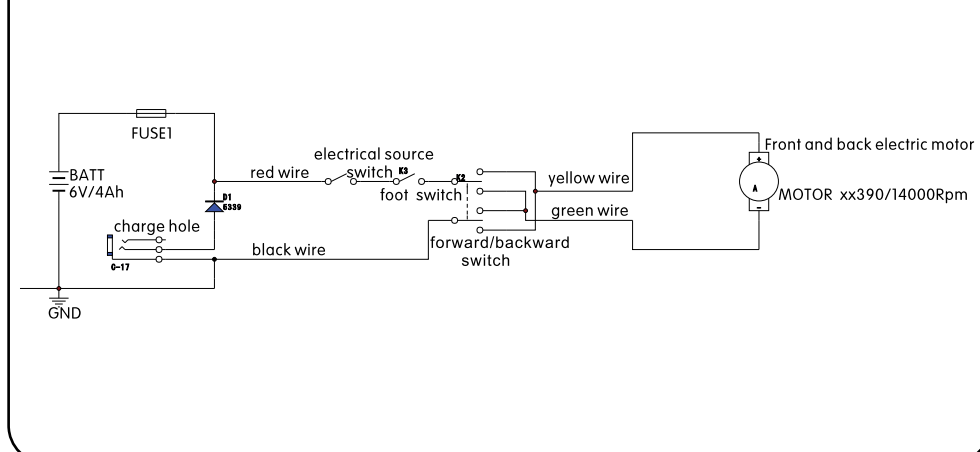 FUSE1
BATT
6V/4Ah
GND
charge hole
C-17
D1
5339
red wire
black wire
electrical source
switch
K3
foot switch
K2
forward/backward
switch
yellow wire
green wire
Front and back electric motor
+
A
-
MOTOR xx390/14000Rpm